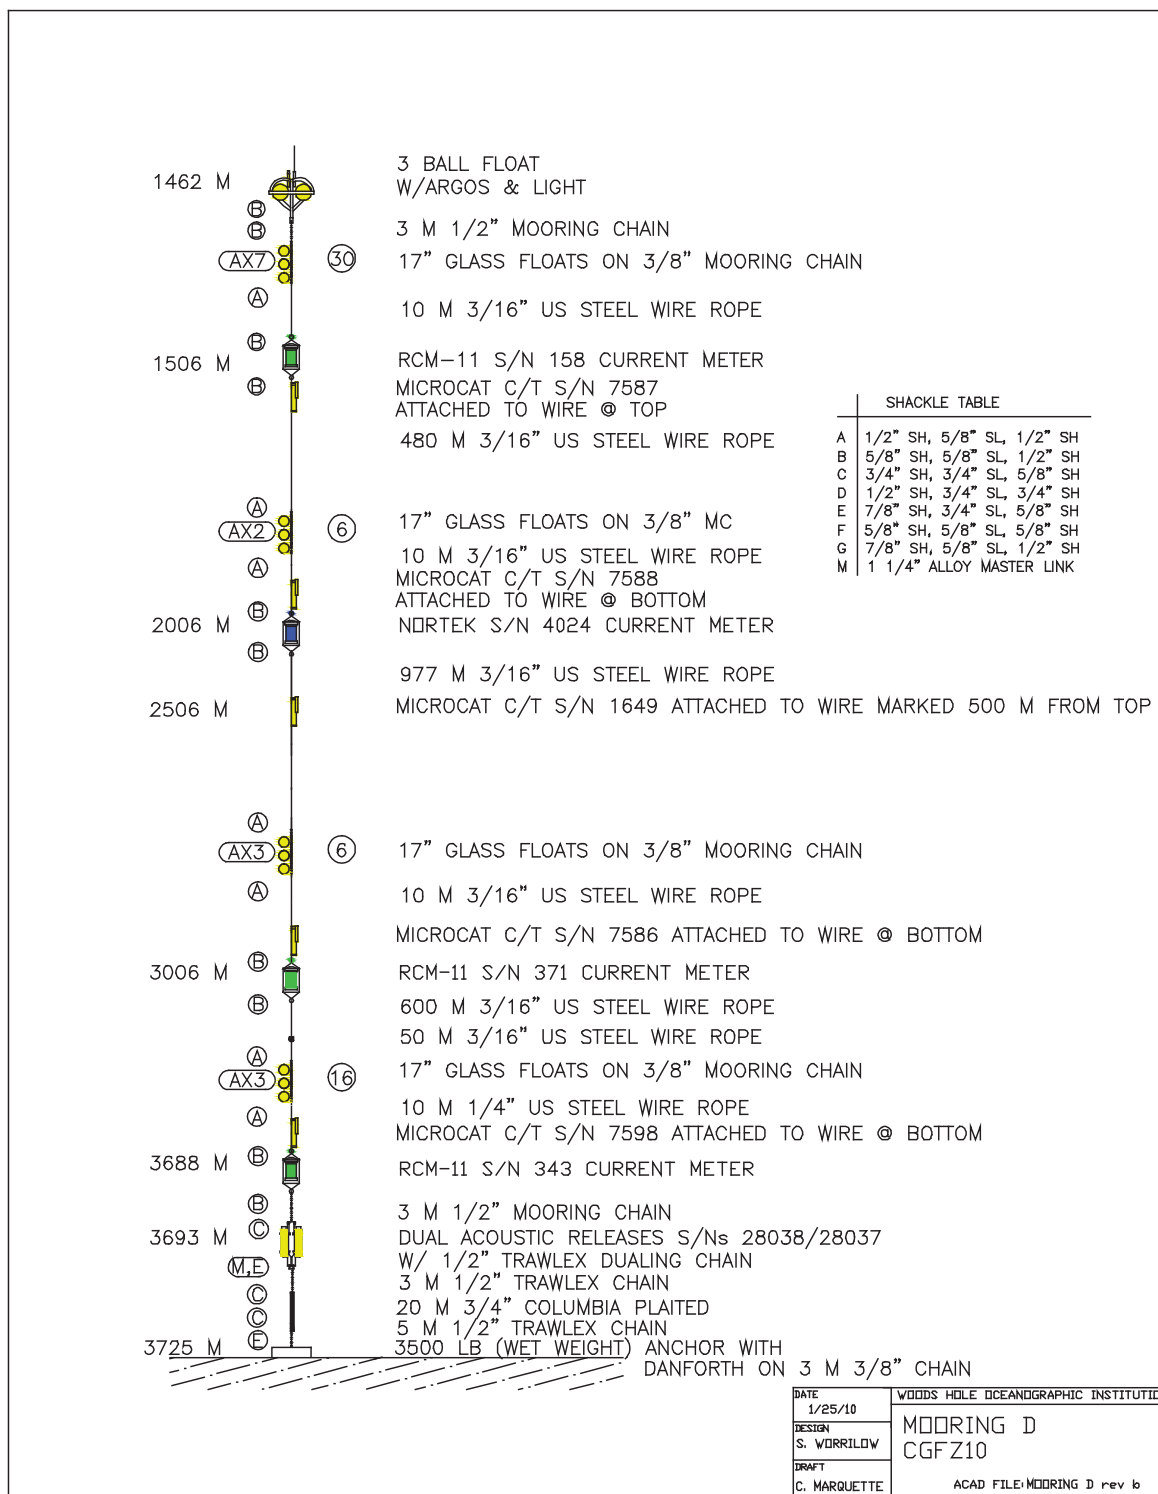 1462 M
3 BALL FLOAT
W/ARGOS & LIGHT
B
B
3 M 1/2" MOORING CHAIN
AX7
30
17" GLASS FLOATS ON 3/8" MOORING CHAIN
A
10 M 3/16" US STEEL WIRE ROPE
B
1506 M
RCM-11 S/N 158 CURRENT METER
B
MICROCAT C/T S/N 7587
ATTACHED TO WIRE @ TOP
480 M 3/16" US STEEL WIRE ROPE
SHACKLE TABLE
A 1/2" SH, 5/8" SL, 1/2" SH
B 5/8" SH, 5/8" SL, 1/2" SH
C 3/4" SH, 3/4" SL, 5/8" SH
D 1/2" SH, 3/4" SL, 3/4" SH
E 7/8" SH, 3/4" SL, 5/8" SH
F 5/8" SH, 5/8" SL, 5/8" SH
G 7/8" SH, 5/8" SL, 1/2" SH
M 1 1/4" ALLOY MASTER LINK
A
AX2
6
17" GLASS FLOATS ON 3/8" MC
10 M 3/16" US STEEL WIRE ROPE
A
MICROCAT C/T S/N 7588
ATTACHED TO WIRE @ BOTTOM
B
2006 M
NORTEK S/N 4024 CURRENT METER
B
977 M 3/16" US STEEL WIRE ROPE
2506 M
MICROCAT C/T S/N 1649 ATTACHED TO WIRE MARKED 500 M FROM TOP
A
AX3
6
17" GLASS FLOATS ON 3/8" MOORING CHAIN
A
10 M 3/16" US STEEL WIRE ROPE
MICROCAT C/T S/N 7586 ATTACHED TO WIRE @ BOTTOM
B
3006 M
RCM-11 S/N 371 CURRENT METER
B
600 M 3/16" US STEEL WIRE ROPE
50 M 3/16" US STEEL WIRE ROPE
A
AX3
16
17" GLASS FLOATS ON 3/8" MOORING CHAIN
10 M 1/4" US STEEL WIRE ROPE
A
MICROCAT C/T S/N 7598 ATTACHED TO WIRE @ BOTTOM
B
3688 M
RCM-11 S/N 343 CURRENT METER
B
3 M 1/2" MOORING CHAIN
C
3693 M
DUAL ACOUSTIC RELEASES S/Ns 28038/28037
W/ 1/2" TRAWLEX DUALING CHAIN
M,E
3 M 1/2" TRAWLEX CHAIN
C
20 M 3/4" COLUMBIA PLAITED
C
5 M 1/2" TRAWLEX CHAIN
E
3725 M
3500 LB (WET WEIGHT) ANCHOR WITH
DANFORTH ON 3 M 3/8" CHAIN
DATE
1/25/10
WOODS HOLE OCEANOGRAPHIC INSTITUTIO
DESIGN
S. WORRILOW
MOORING D
CGFZ10
DRAFT
C. MARQUETTE
ACAD FILE:MOORING D rev b